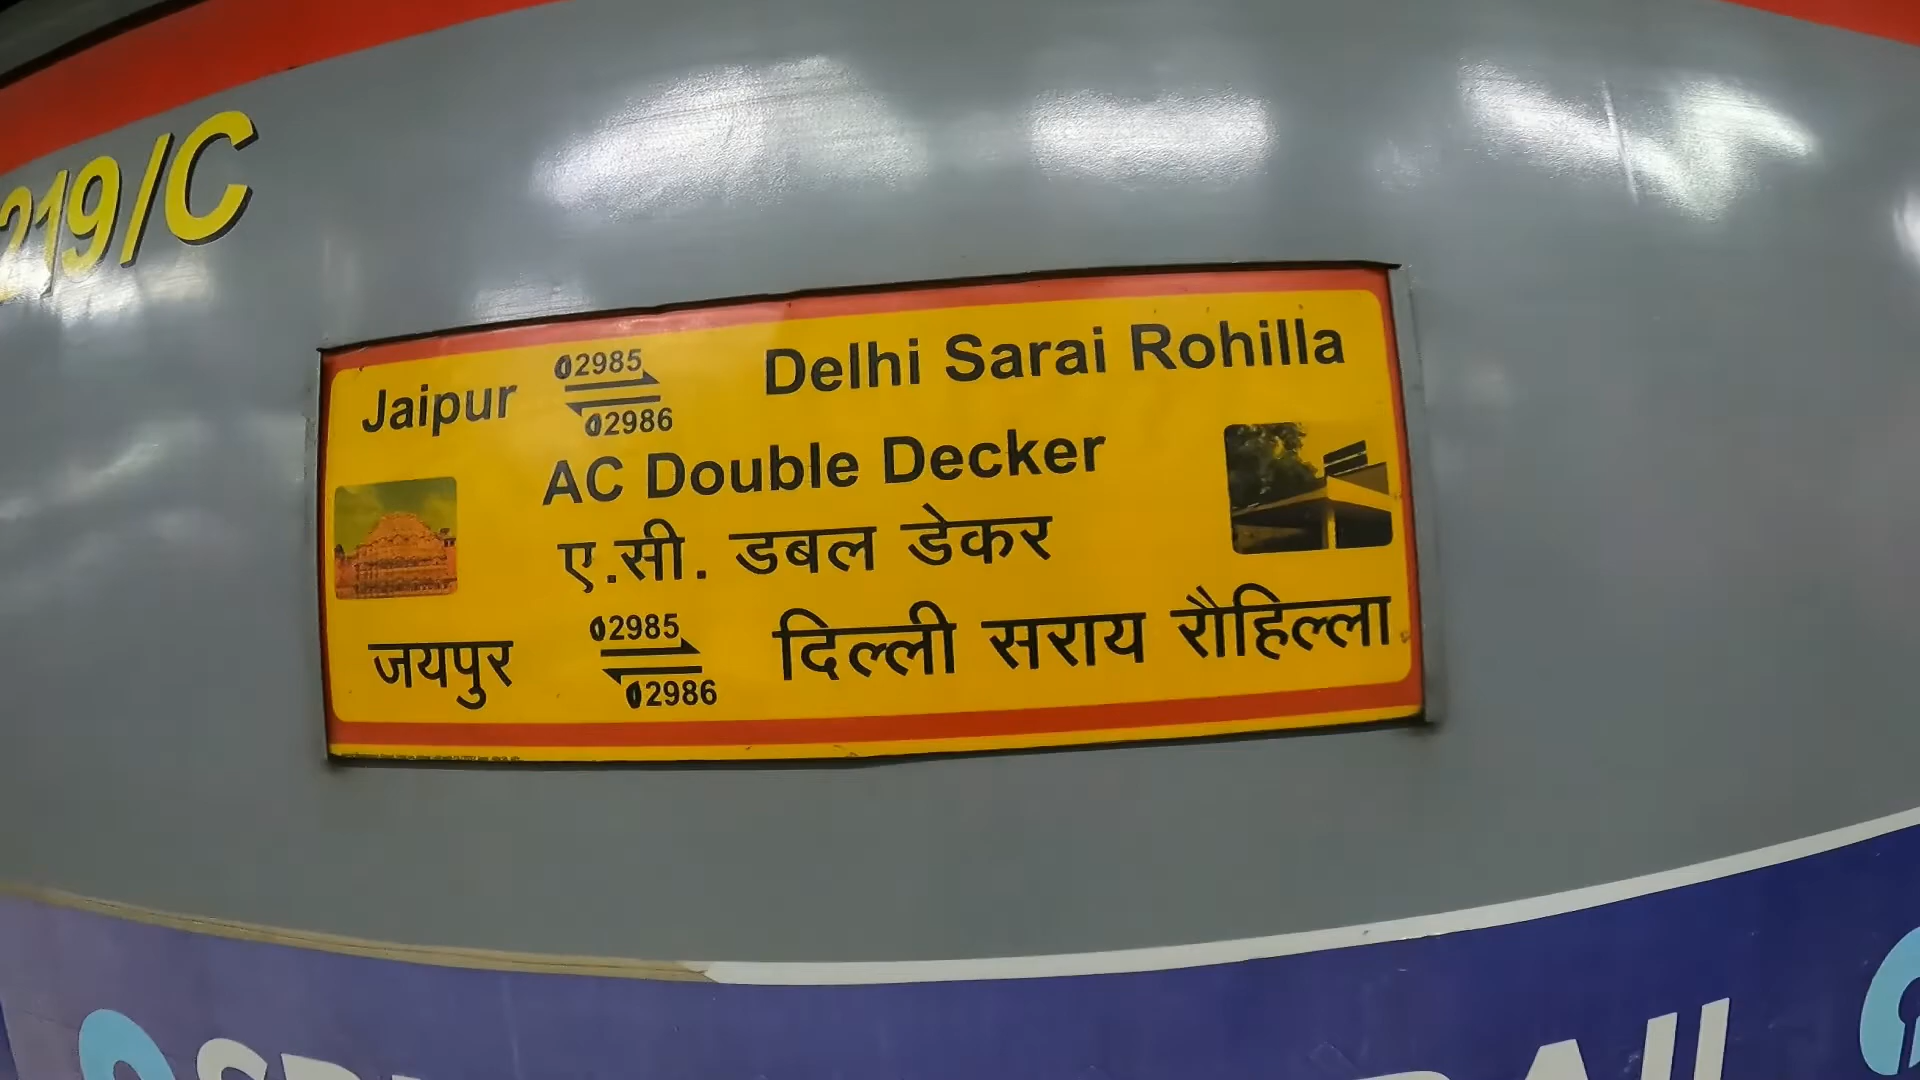 219/C
Jaipur 02985 02986 Delhi Sarai Rohilla
AC Double Decker
ए.सी. डबल डेकर
जयपुर 02985 02986 दिल्ली सराय रौहिल्ला